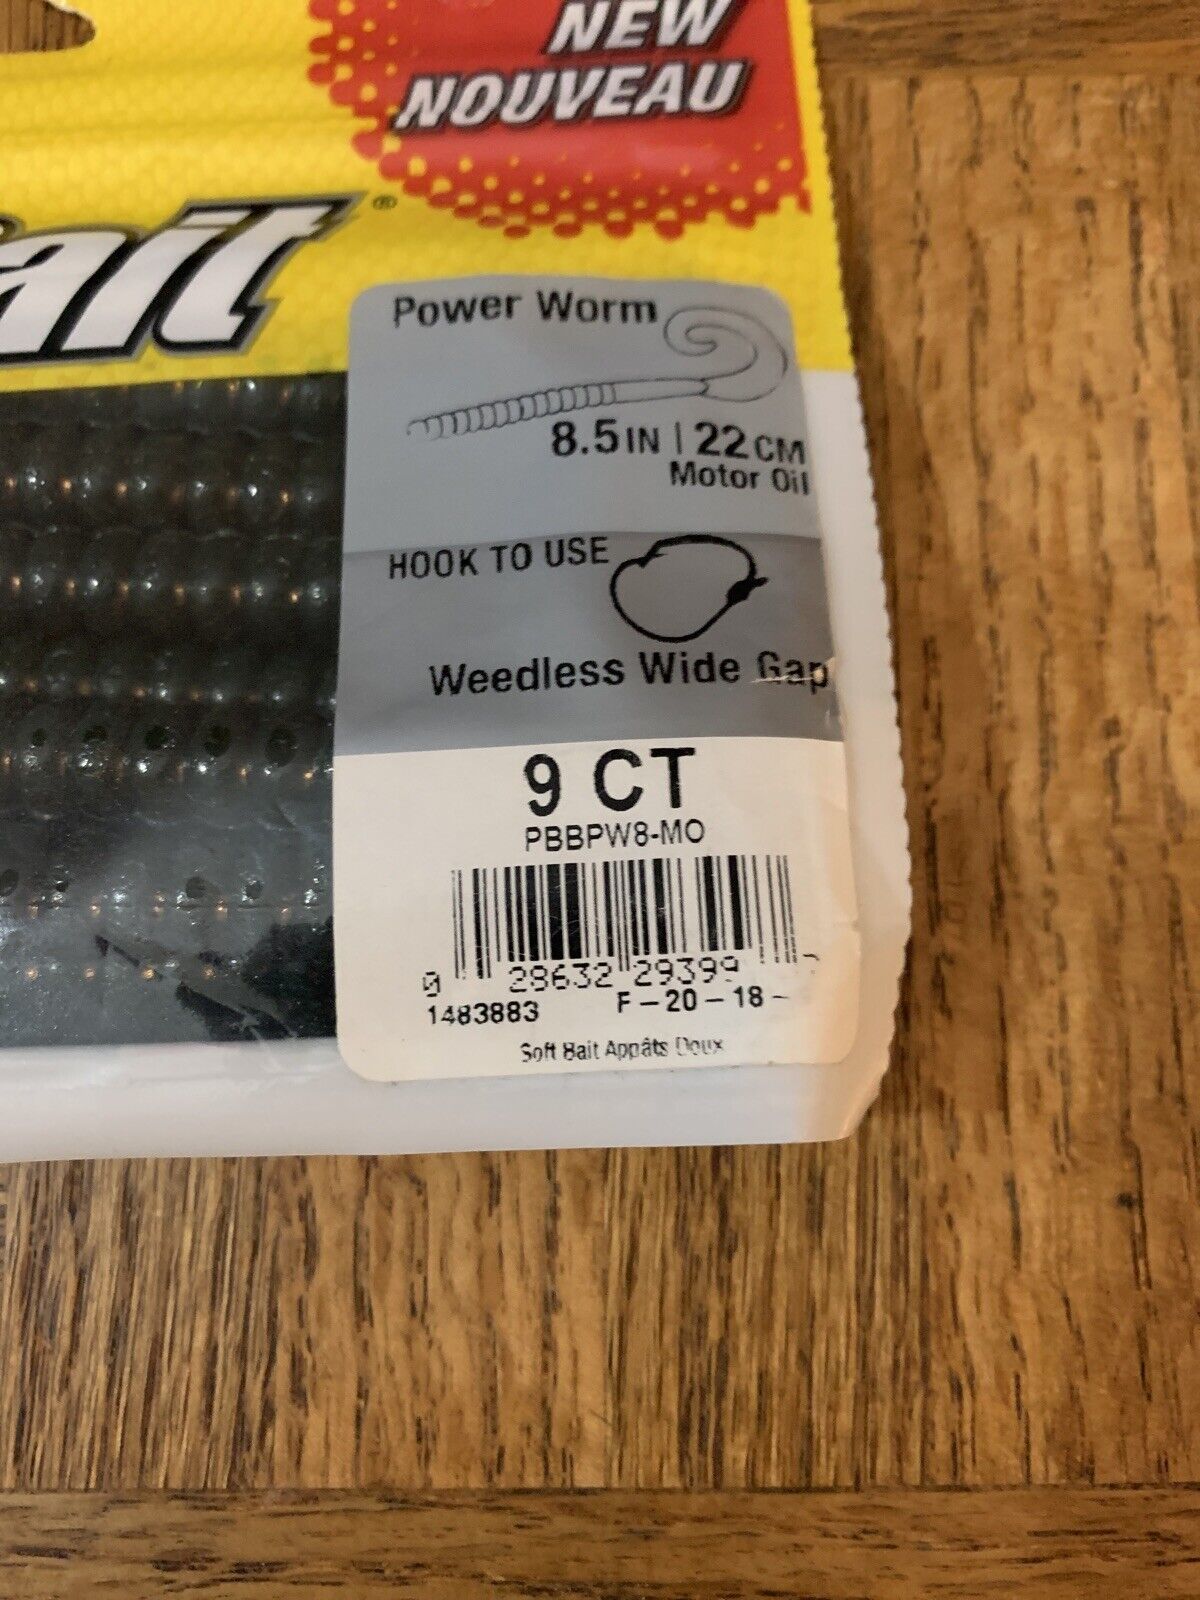 NEW
NOUVEAU
ait®
Power Worm
8.5 IN | 22 CM
Motor Oil
HOOK TO USE
Weedless Wide Gap
9 CT
PBBPW8-MO
0 28632 29399
1483883 F-20-18-
Soft Bait Appâts Doux